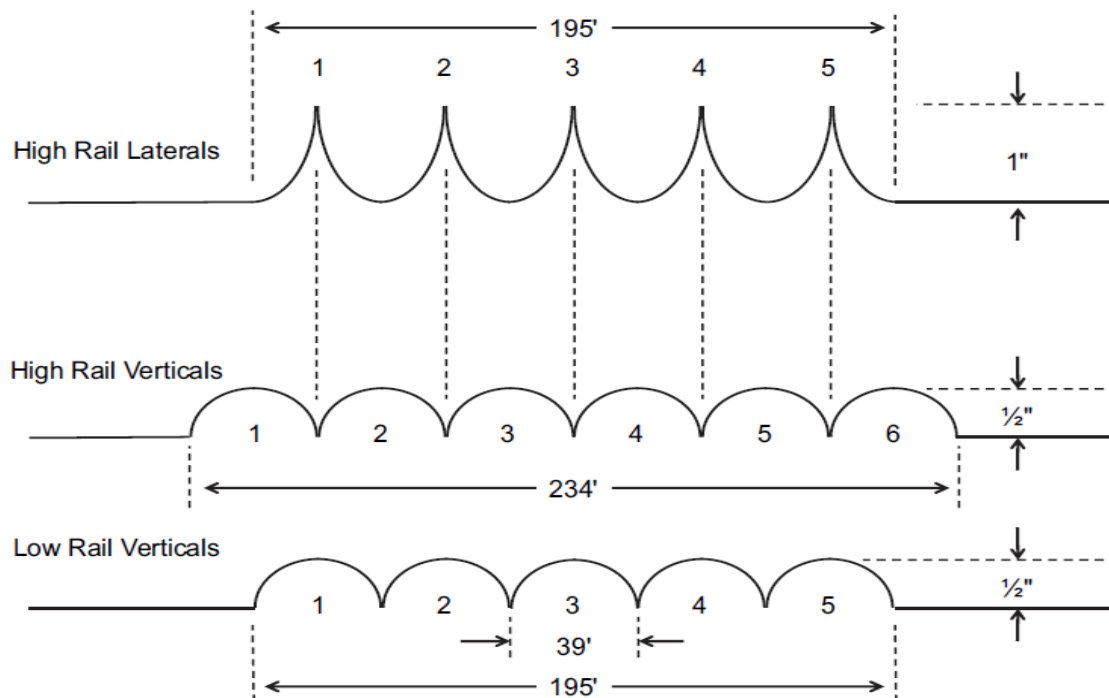 195'
1 2 3 4 5
High Rail Laterals
1"
High Rail Verticals
½"
1 2 3 4 5 6
234'
Low Rail Verticals
½"
1 2 3 4 5
39'
195'